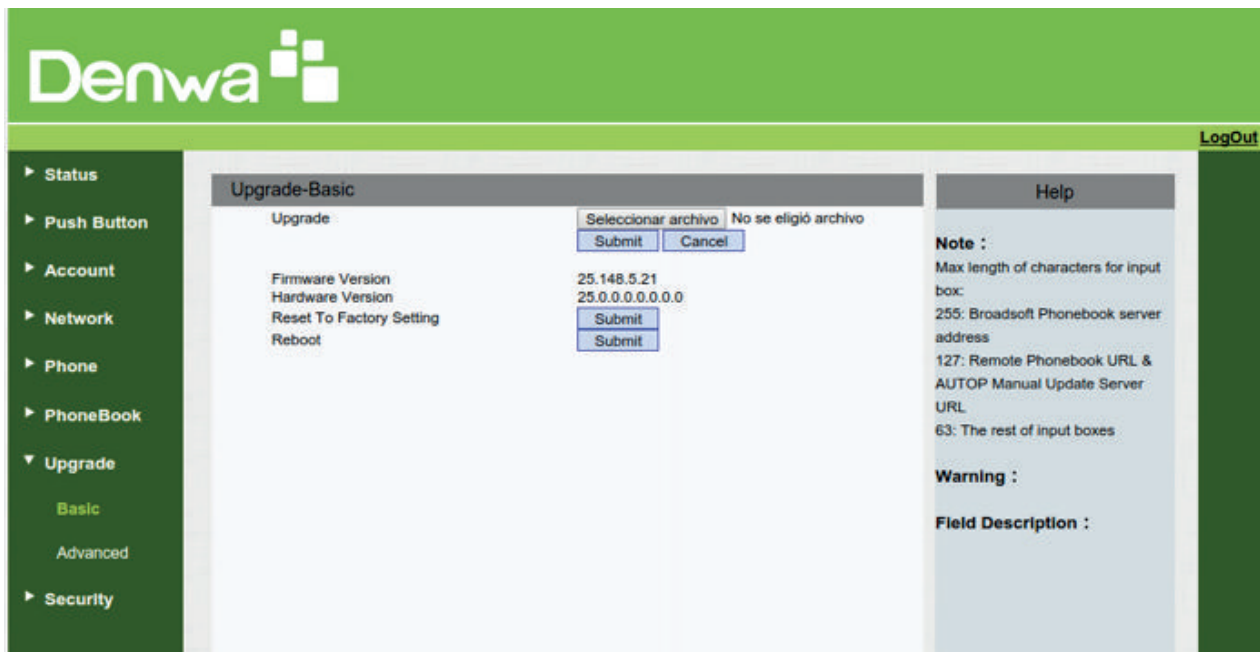 Denwa
LogOut
Status
Push Button
Account
Network
Phone
PhoneBook
Upgrade
Basic
Advanced
Security
Upgrade-Basic
Upgrade Seleccionar archivo No se eligió archivo
Submit Cancel
Firmware Version 25.148.5.21
Hardware Version 25.0.0.0.0.0.0.0
Reset To Factory Setting Submit
Reboot Submit
Help
Note :
Max length of characters for input
box:
255: Broadsoft Phonebook server
address
127: Remote Phonebook URL &
AUTOP Manual Update Server
URL
63: The rest of input boxes
Warning :
Field Description :